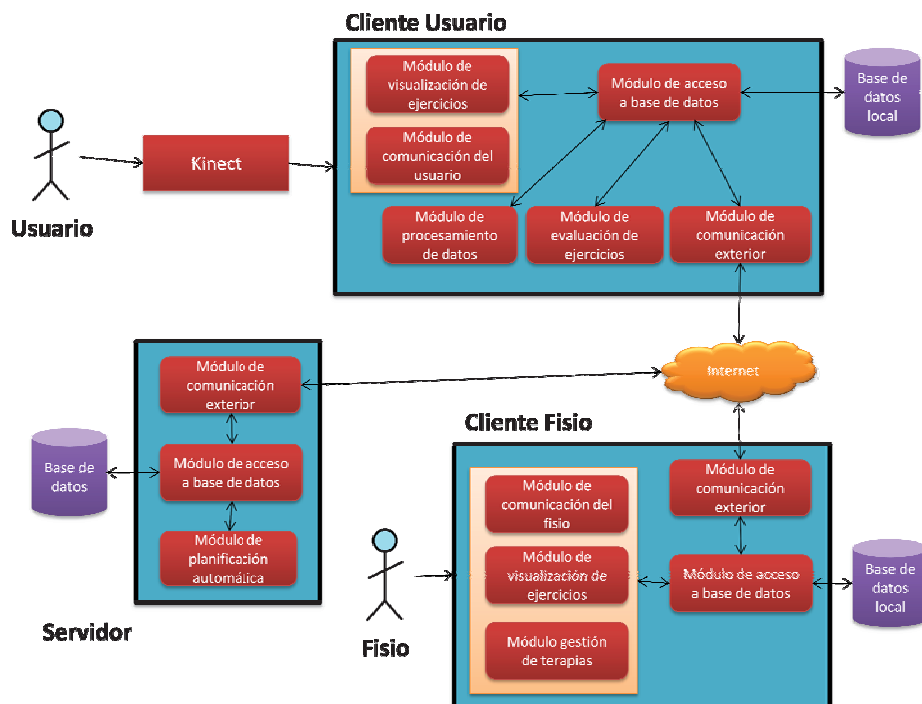 Cliente Usuario
Módulo de
visualización de
ejercicios
Módulo de
comunicación del
usuario
Módulo de acceso
a base de datos
Base de
datos
local
Kinect
Usuario
Módulo de
procesamiento
de datos
Módulo de
evaluación de
ejercicios
Módulo de
comunicación
exterior
Internet
Módulo de
comunicación
exterior
Base de
datos
Módulo de acceso
a base de datos
Módulo de
planificación
automática
Servidor
Cliente Fisio
Módulo de
comunicación del
fisio
Módulo de
visualización de
ejercicios
Módulo gestión
de terapias
Módulo de
comunicación
exterior
Módulo de acceso
a base de datos
Base de
datos
local
Fisio